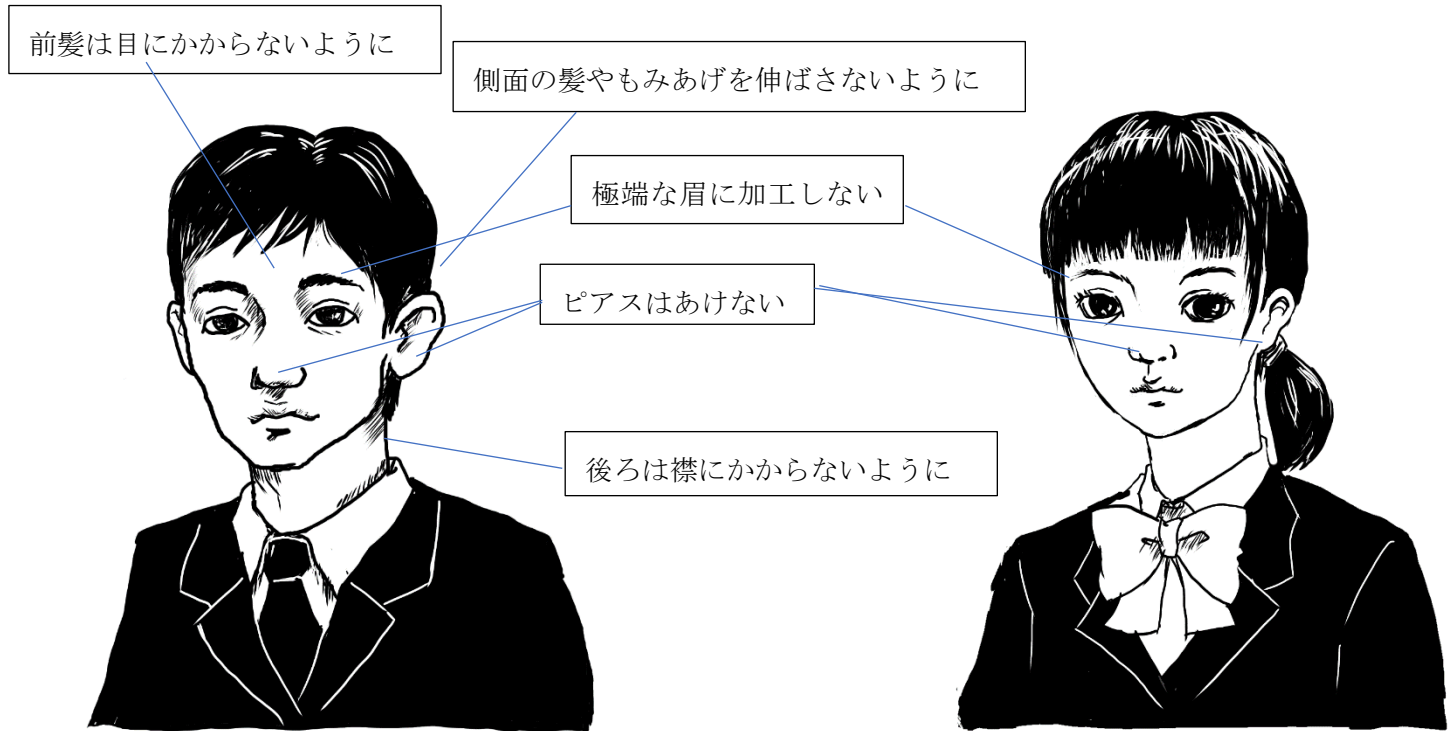 前髪は目にかからないように
側面の髪やもみあげを伸ばさないように
極端な眉に加工しない
ピアスはあけない
後ろは襟にかからないように